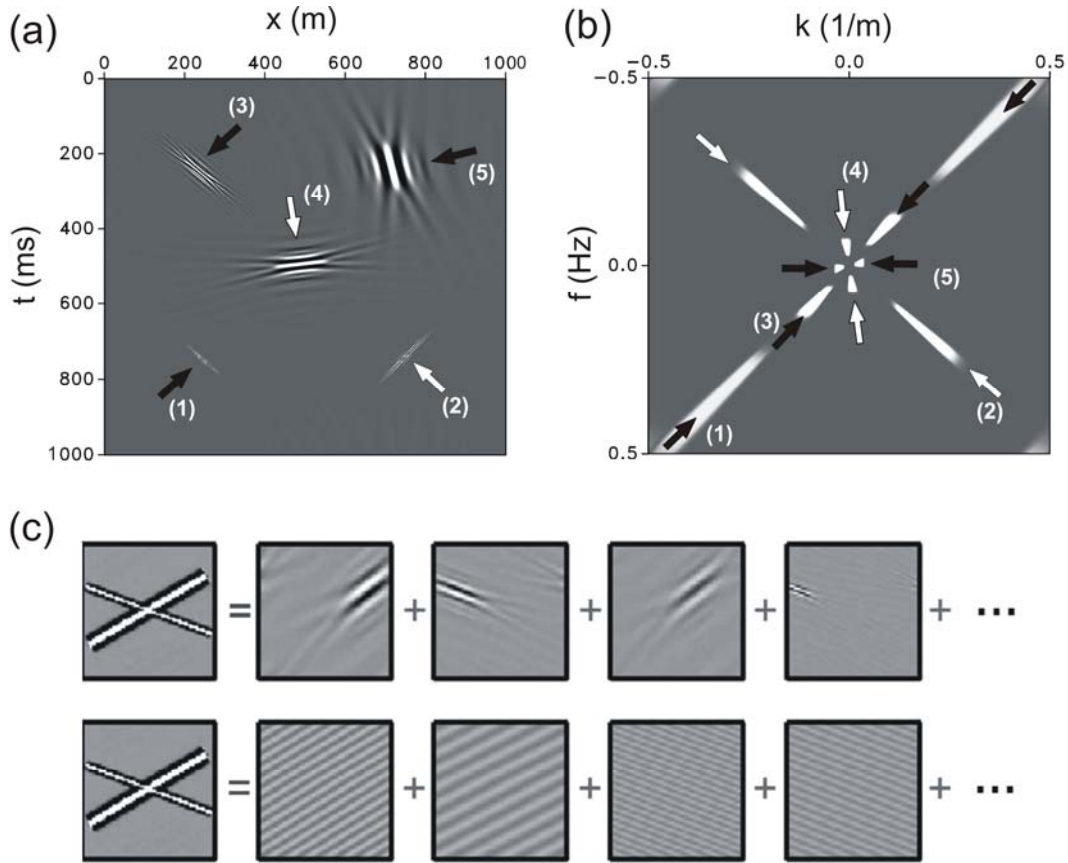 (a)
x (m)
0 200 400 600 800 1000
t (ms)
0
200
400
600
800
1000
(3)
(5)
(4)
(1)
(2)
(b)
k (1/m)
−0.5 0.0 0.5
f (Hz)
−0.5
0.0
0.5
(4)
(5)
(3)
(2)
(1)
(c)
= + + + + ...
= + + + + ...